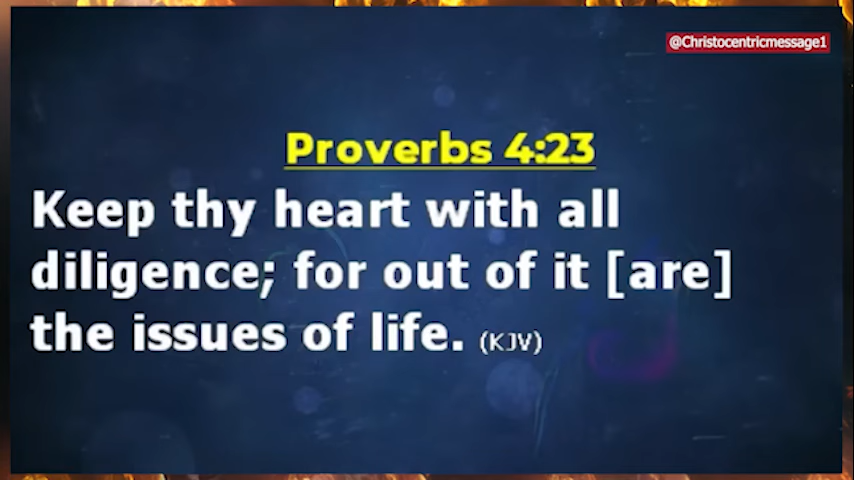 @Christocentricmessage1
Proverbs 4:23
Keep thy heart with all
diligence; for out of it [are]
the issues of life. (KJV)